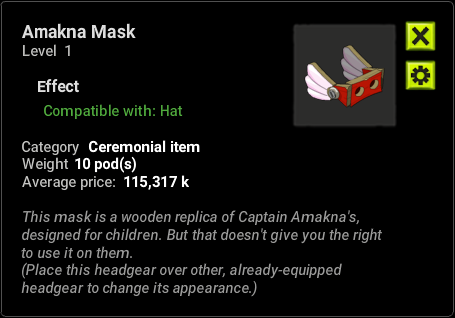 Amakna Mask
Level 1
Effect
Compatible with: Hat
Category Ceremonial item
Weight 10 pod(s)
Average price: 115,317 k
This mask is a wooden replica of Captain Amakna's,
designed for children. But that doesn't give you the right
to use it on them.
(Place this headgear over other, already-equipped
headgear to change its appearance.)